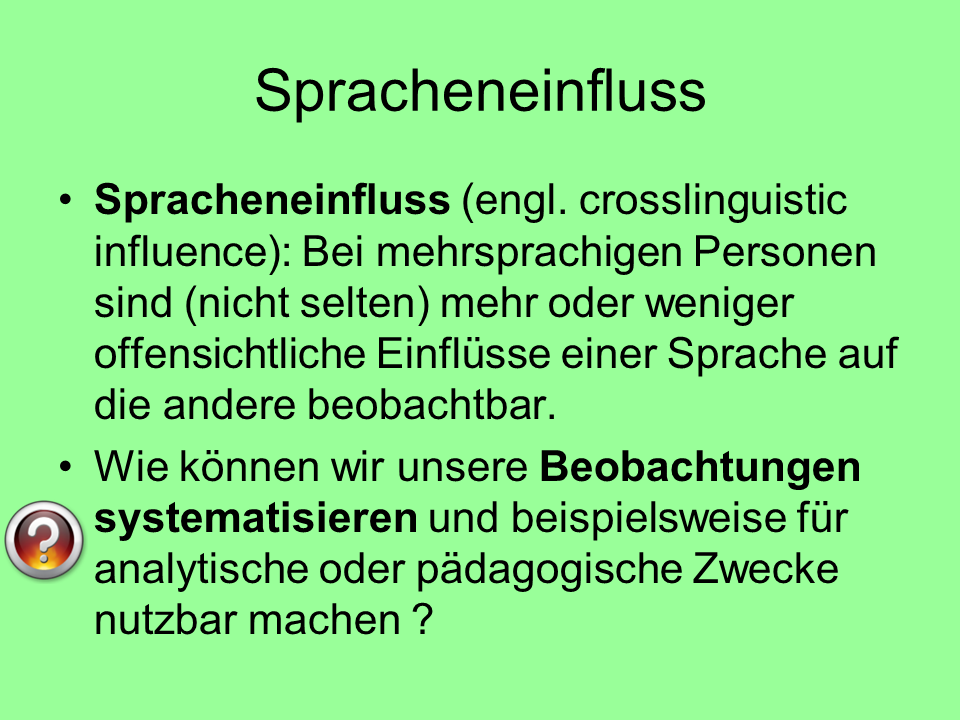 Spracheneinfluss
• Spracheneinfluss (engl. crosslinguistic
influence): Bei mehrsprachigen Personen
sind (nicht selten) mehr oder weniger
offensichtliche Einflüsse einer Sprache auf
die andere beobachtbar.
• Wie können wir unsere Beobachtungen
systematisieren und beispielsweise für
analytische oder pädagogische Zwecke
nutzbar machen ?
?